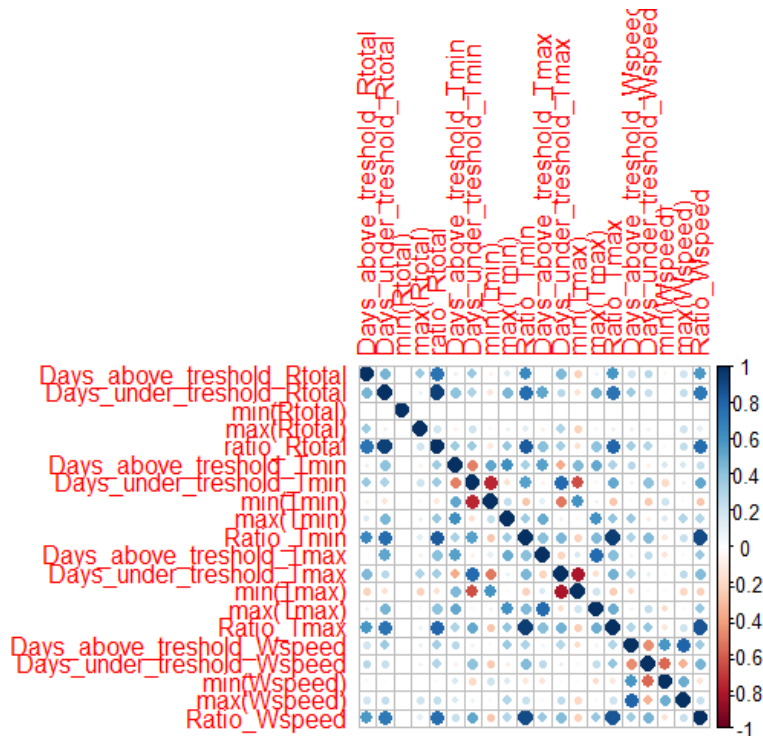 Days_above_treshold_Rtotal
Days_under_treshold_Rtotal
min(Rtotal)
max(Rtotal)
ratio_Rtotal
Days_above_treshold_Tmin
Days_under_treshold_Tmin
min(Tmin)
max(Tmin)
Ratio_Tmin
Days_above_treshold_Tmax
Days_under_treshold_Tmax
min(Tmax)
max(Tmax)
Ratio_Tmax
Days_above_treshold_Wspeed
Days_under_treshold_Wspeed
min(Wspeed)
max(Wspeed)
Ratio_Wspeed
Days_above_treshold_Rtotal
Days_under_treshold_Rtotal
min(Rtotal)
max(Rtotal)
ratio_Rtotal
Days_above_treshold_Tmin
Days_under_treshold_Tmin
min(Tmin)
max(Tmin)
Ratio_Tmin
Days_above_treshold_Tmax
Days_under_treshold_Tmax
min(Tmax)
max(Tmax)
Ratio_Tmax
Days_above_treshold_Wspeed
Days_under_treshold_Wspeed
min(Wspeed)
max(Wspeed)
Ratio_Wspeed
1
0.8
0.6
0.4
0.2
0
-0.2
-0.4
-0.6
-0.8
-1